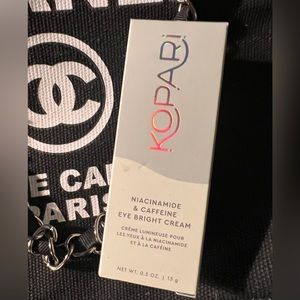 KOPARI
NIACINAMIDE
& CAFFEINE
EYE BRIGHT CREAM
CRÈME LUMINEUSE POUR
LES YEUX À LA NIACINAMIDE
ET À LA CAFÉINE
NET WT. 0.5 OZ. / 15 g
PARIS